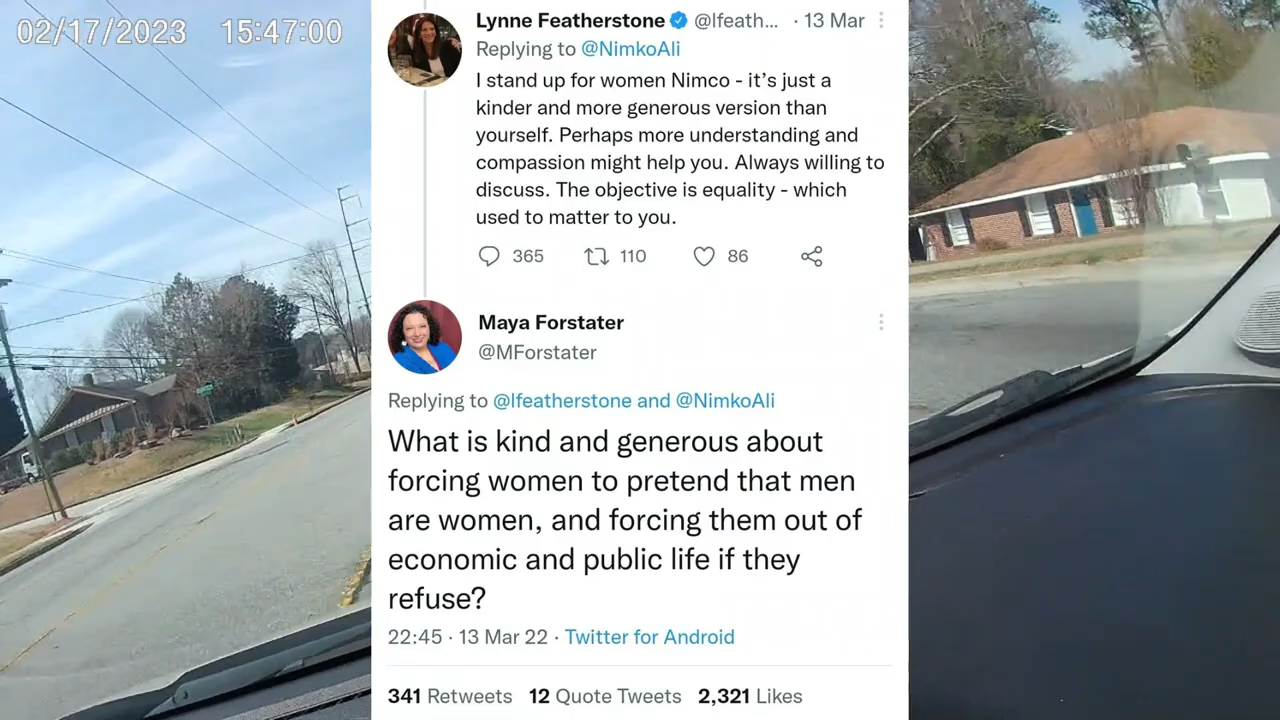 02/17/2023 15:47:00
Lynne Featherstone @lfeath... · 13 Mar
Replying to @NimkoAli
I stand up for women Nimco - it's just a
kinder and more generous version than
yourself. Perhaps more understanding and
compassion might help you. Always willing to
discuss. The objective is equality - which
used to matter to you.
365 110 86
Maya Forstater
@MForstater
Replying to @lfeatherstone and @NimkoAli
What is kind and generous about
forcing women to pretend that men
are women, and forcing them out of
economic and public life if they
refuse?
22:45 · 13 Mar 22 · Twitter for Android
341 Retweets 12 Quote Tweets 2,321 Likes